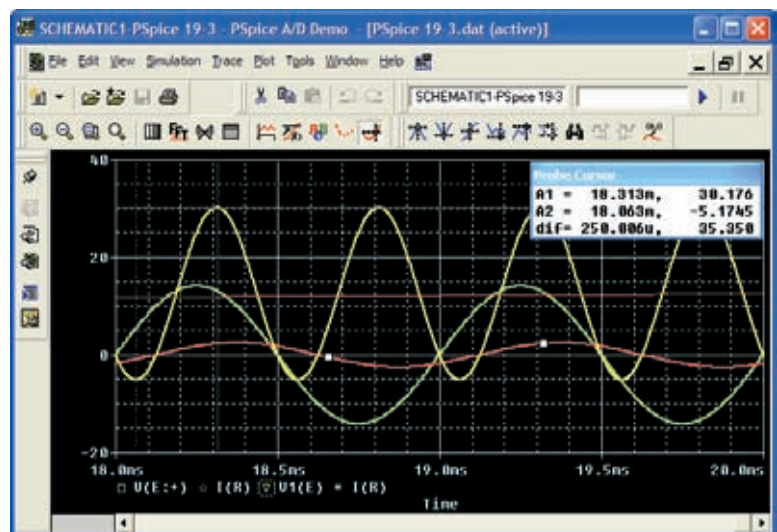 SCHEMATIC1-PSpice 19-3 - PSpice A/D Demo - [PSpice 19-3.dat (active)]
File Edit View Simulation Trace Plot Tools Window Help
SCHEMATIC1-PSpice 19-3
FFT
Probe Cursor
A1 = 18.313m, 30.176
A2 = 18.063m, -5.1745
dif= 250.006u, 35.350
40
20
0
-20
18.0ms 18.5ms 19.0ms 19.5ms 20.0ms
V(E:+) I(R) I(R)
Time